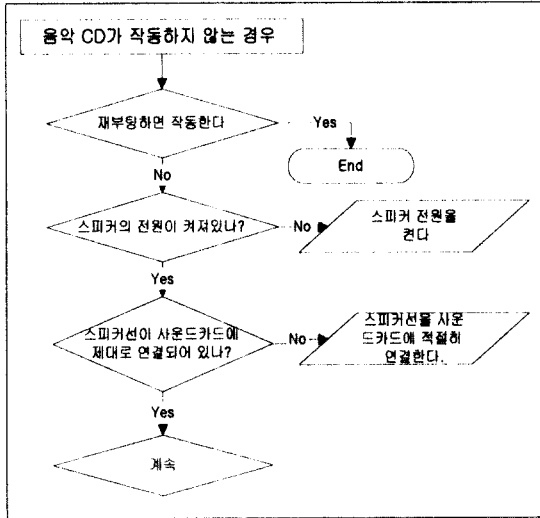 음악 CD가 작동하지 않는 경우
재부팅하면 작동한다
Yes
End
No
스피커의 전원이 켜져있나?
No
스피커 전원을
켠다
Yes
스피커선이 사운드카드에
제대로 연결되어 있나?
No
스피커선을 사운
드카드에 적절히
연결한다.
Yes
계속